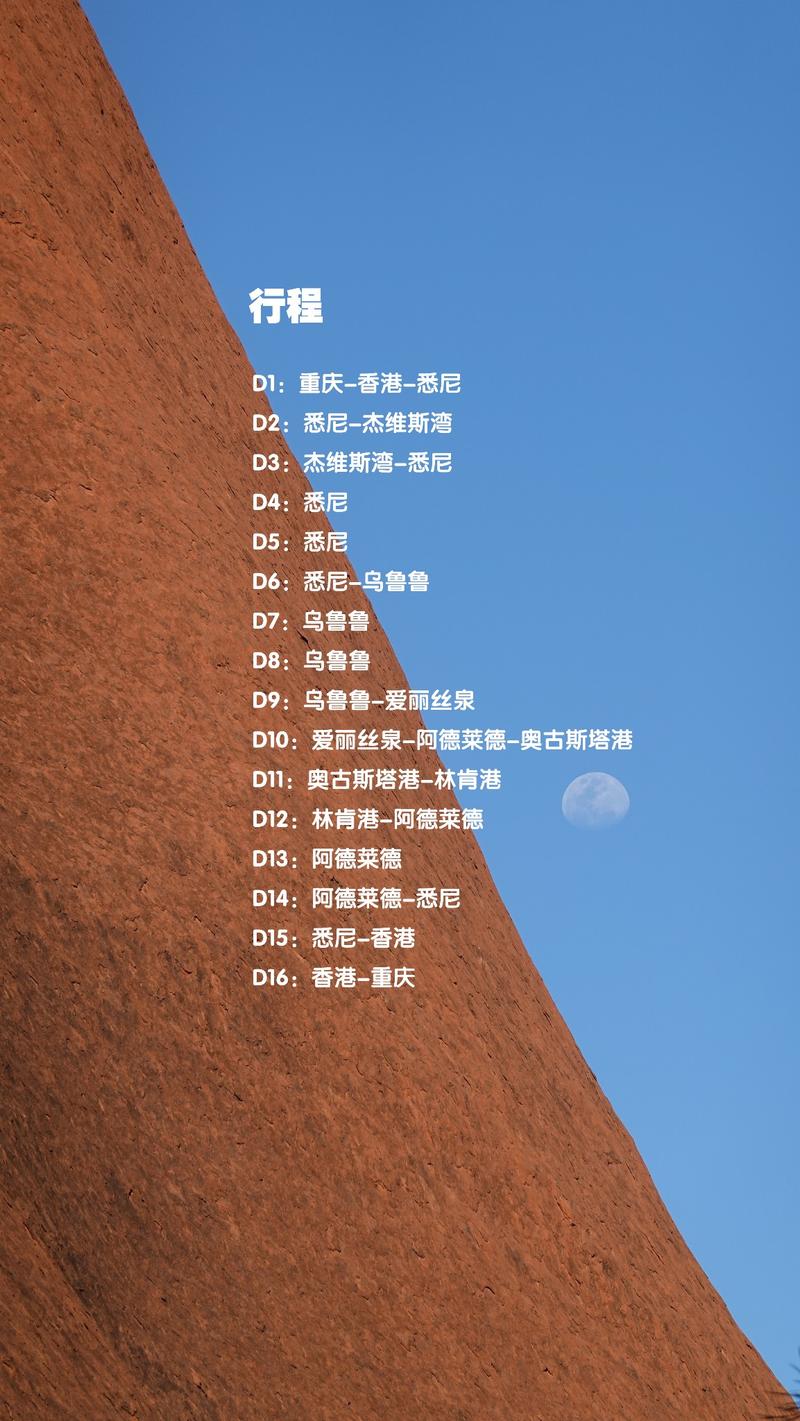 行程
D1：重庆-香港-悉尼
D2：悉尼-杰维斯湾
D3：杰维斯湾-悉尼
D4：悉尼
D5：悉尼
D6：悉尼-乌鲁鲁
D7：乌鲁鲁
D8：乌鲁鲁
D9：乌鲁鲁-爱丽丝泉
D10：爱丽丝泉-阿德莱德-奥古斯塔港
D11：奥古斯塔港-林肯港
D12：林肯港-阿德莱德
D13：阿德莱德
D14：阿德莱德-悉尼
D15：悉尼-香港
D16：香港-重庆